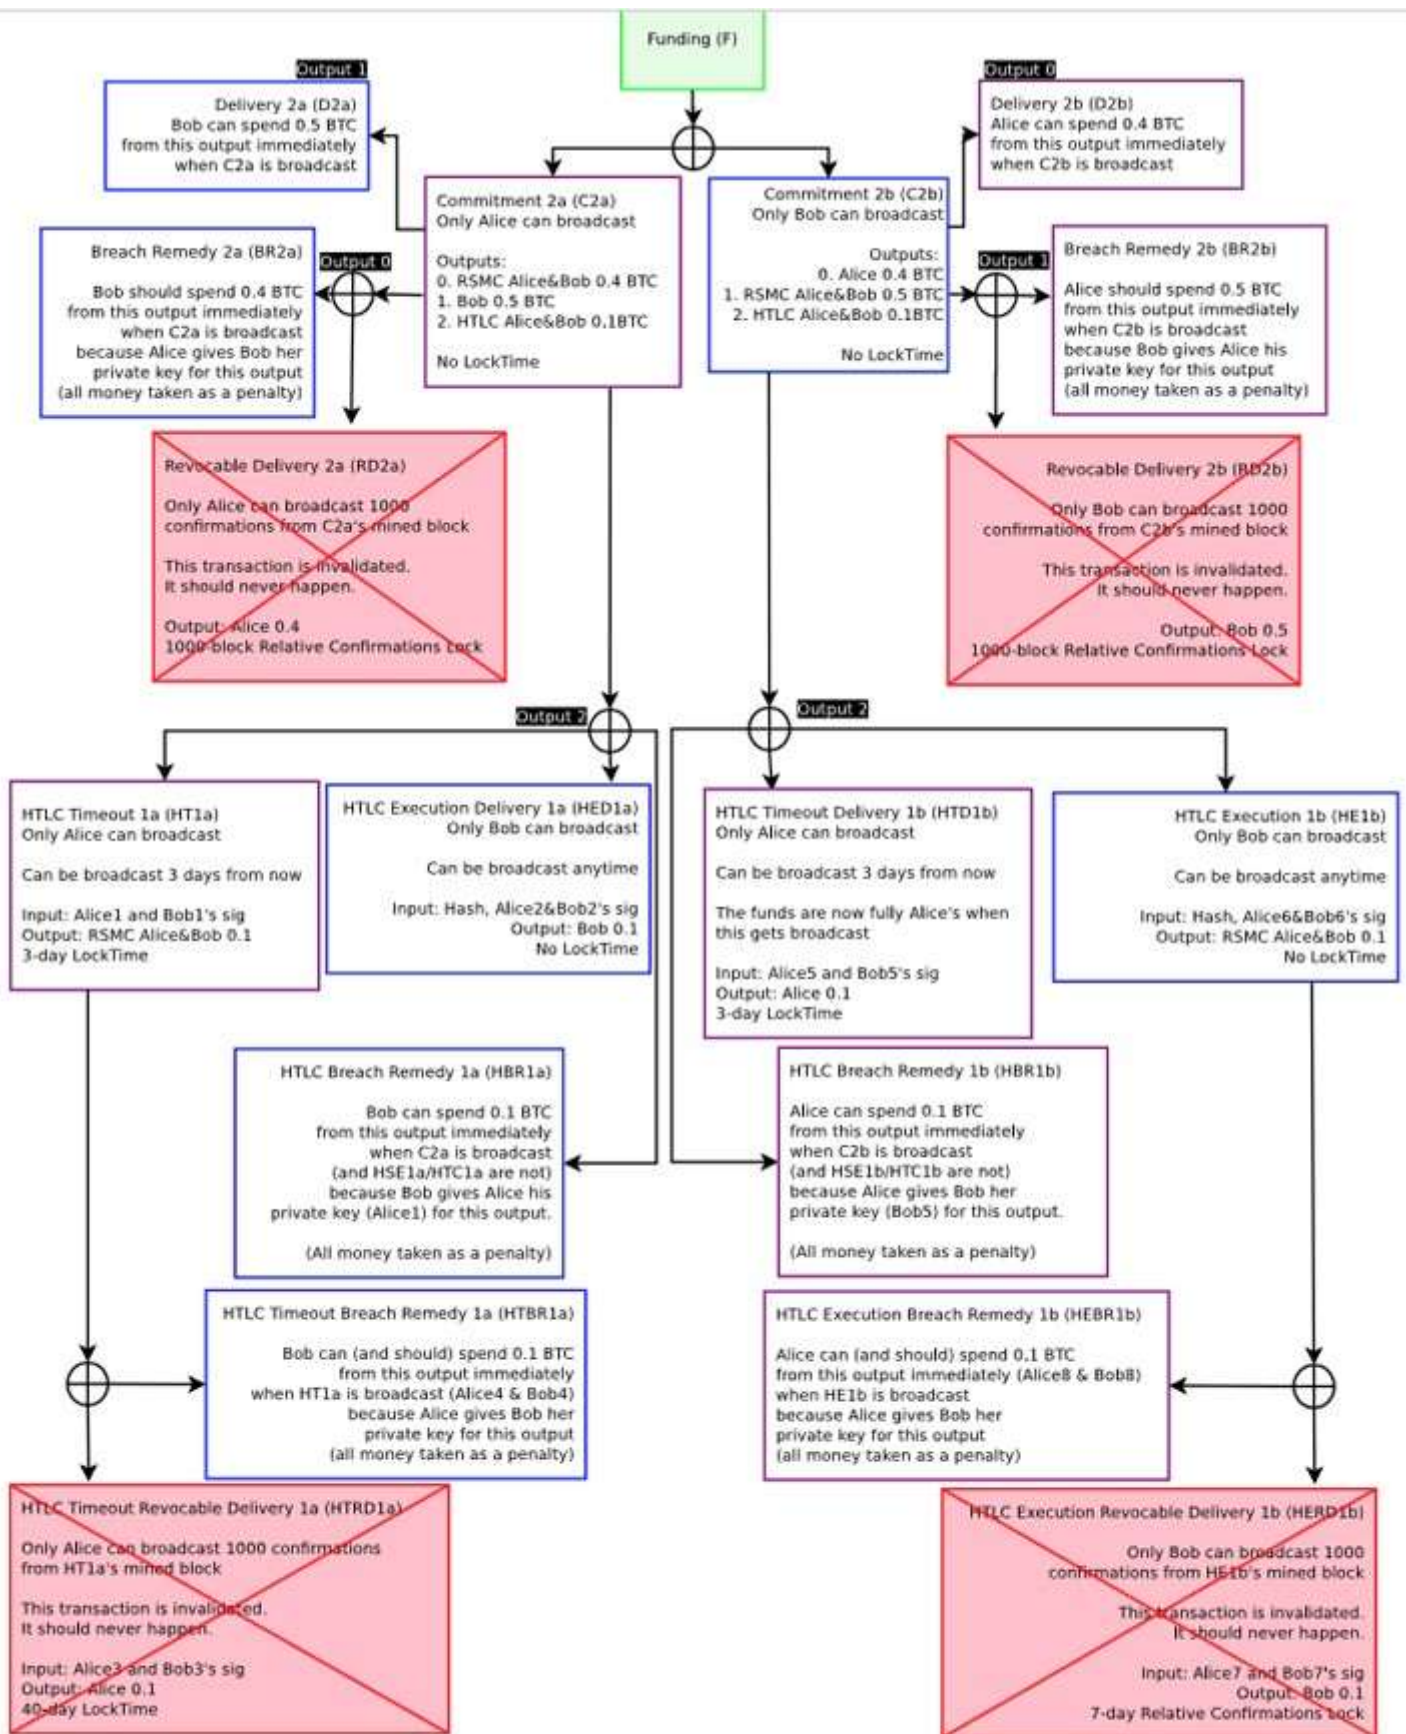 Funding (F)
Output 1
Delivery 2a (D2a)
Bob can spend 0.5 BTC
from this output immediately
when C2a is broadcast
Output 0
Delivery 2b (D2b)
Alice can spend 0.4 BTC
from this output immediately
when C2b is broadcast
Commitment 2a (C2a)
Only Alice can broadcast
Outputs:
0. RSMC Alice&Bob 0.4 BTC
1. Bob 0.5 BTC
2. HTLC Alice&Bob 0.1BTC
No LockTime
Commitment 2b (C2b)
Only Bob can broadcast
Outputs:
0. Alice 0.4 BTC
1. RSMC Alice&Bob 0.5 BTC
2. HTLC Alice&Bob 0.1BTC
No LockTime
Breach Remedy 2a (BR2a)
Bob should spend 0.4 BTC
from this output immediately
when C2a is broadcast
because Alice gives Bob her
private key for this output
(all money taken as a penalty)
Output 0
Output 1
Breach Remedy 2b (BR2b)
Alice should spend 0.5 BTC
from this output immediately
when C2b is broadcast
because Bob gives Alice his
private key for this output
(all money taken as a penalty)
Revocable Delivery 2a (RD2a)
Only Alice can broadcast 1000
confirmations from C2a's mined block
This transaction is invalidated.
It should never happen.
Output: Alice 0.4
1000-block Relative Confirmations Lock
Revocable Delivery 2b (RD2b)
Only Bob can broadcast 1000
confirmations from C2b's mined block
This transaction is invalidated.
It should never happen.
Output: Bob 0.5
1000-block Relative Confirmations Lock
Output 2
Output 2
HTLC Timeout 1a (HT1a)
Only Alice can broadcast
Can be broadcast 3 days from now
Input: Alice1 and Bob1's sig
Output: RSMC Alice&Bob 0.1
3-day LockTime
HTLC Execution Delivery 1a (HED1a)
Only Bob can broadcast
Can be broadcast anytime
Input: Hash, Alice2&Bob2's sig
Output: Bob 0.1
No LockTime
HTLC Timeout Delivery 1b (HTD1b)
Only Alice can broadcast
Can be broadcast 3 days from now
The funds are now fully Alice's when
this gets broadcast
Input: Alice5 and Bob5's sig
Output: Alice 0.1
3-day LockTime
HTLC Execution 1b (HE1b)
Only Bob can broadcast
Can be broadcast anytime
Input: Hash, Alice6&Bob6's sig
Output: RSMC Alice&Bob 0.1
No LockTime
HTLC Breach Remedy 1a (HBR1a)
Bob can spend 0.1 BTC
from this output immediately
when C2a is broadcast
(and HSE1a/HTC1a are not)
because Bob gives Alice his
private key (Alice1) for this output.
(All money taken as a penalty)
HTLC Breach Remedy 1b (HBR1b)
Alice can spend 0.1 BTC
from this output immediately
when C2b is broadcast
(and HSE1b/HTC1b are not)
because Alice gives Bob her
private key (Bob5) for this output.
(All money taken as a penalty)
HTLC Timeout Breach Remedy 1a (HTBR1a)
Bob can (and should) spend 0.1 BTC
from this output immediately
when HT1a is broadcast (Alice4 & Bob4)
because Alice gives Bob her
private key for this output
(all money taken as a penalty)
HTLC Execution Breach Remedy 1b (HEBR1b)
Alice can (and should) spend 0.1 BTC
from this output immediately (Alice8 & Bob8)
when HE1b is broadcast
because Alice gives Bob her
private key for this output
(all money taken as a penalty)
HTLC Timeout Revocable Delivery 1a (HTRD1a)
Only Alice can broadcast 1000 confirmations
from HT1a's mined block
This transaction is invalidated.
It should never happen.
Input: Alice3 and Bob3's sig
Output: Alice 0.1
40-day LockTime
HTLC Execution Revocable Delivery 1b (HERD1b)
Only Bob can broadcast 1000
confirmations from HE1b's mined block
This transaction is invalidated.
It should never happen.
Input: Alice7 and Bob7's sig
Output: Bob 0.1
7-day Relative Confirmations Lock